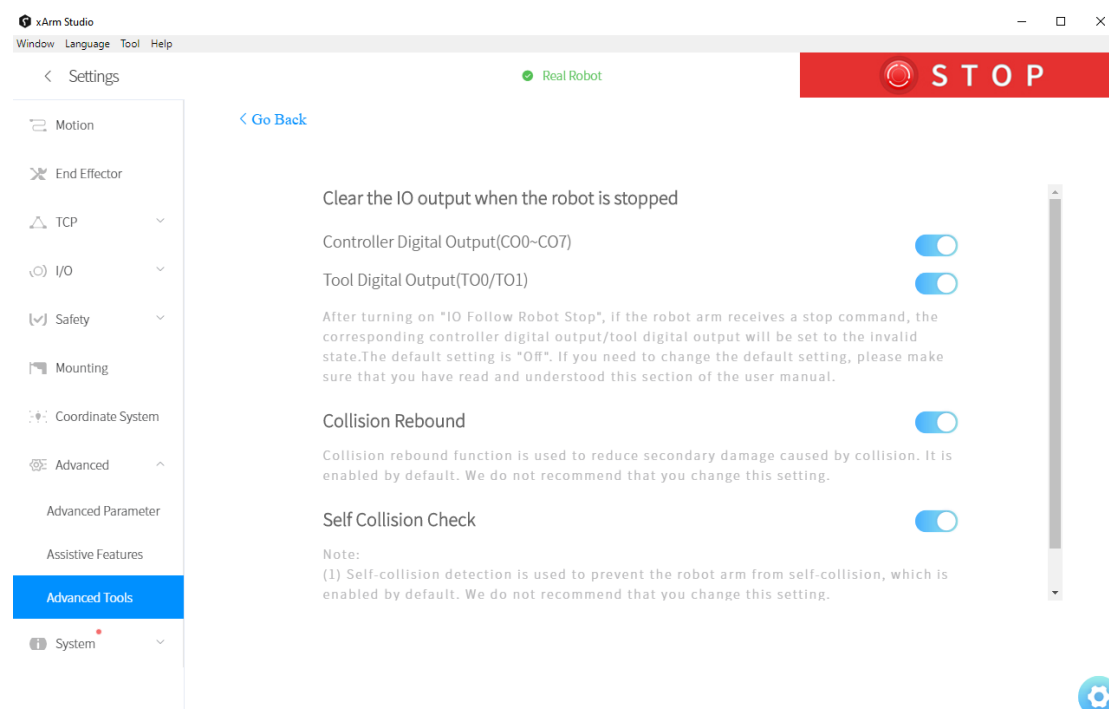 xArm Studio
Window Language Tool Help
Settings
Real Robot
STOP
Motion
End Effector
TCP
I/O
Safety
Mounting
Coordinate System
Advanced
Advanced Parameter
Assistive Features
Advanced Tools
System
< Go Back
Clear the IO output when the robot is stopped
Controller Digital Output(CO0~CO7)
Tool Digital Output(TO0/TO1)
After turning on "IO Follow Robot Stop", if the robot arm receives a stop command, the
corresponding controller digital output/tool digital output will be set to the invalid
state.The default setting is "Off". If you need to change the default setting, please make
sure that you have read and understood this section of the user manual.
Collision Rebound
Collision rebound function is used to reduce secondary damage caused by collision. It is
enabled by default. We do not recommend that you change this setting.
Self Collision Check
Note:
(1) Self-collision detection is used to prevent the robot arm from self-collision, which is
enabled by default. We do not recommend that you change this setting.